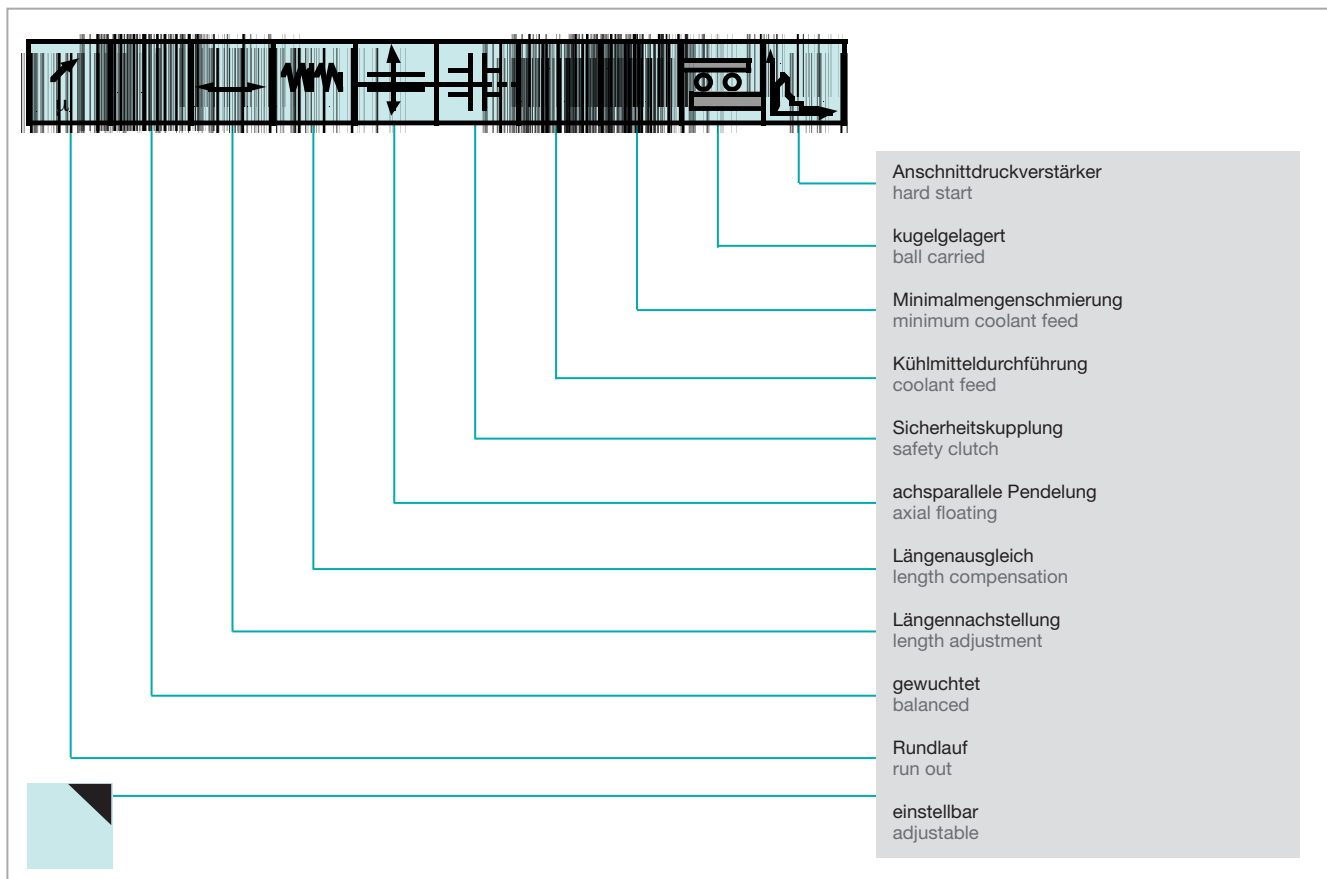 μ
Anschnittdruckverstärker
hard start
kugelgelagert
ball carried
Minimalmengenschmierung
minimum coolant feed
Kühlmitteldurchführung
coolant feed
Sicherheitskupplung
safety clutch
achsparallele Pendelung
axial floating
Längenausgleich
length compensation
Längennachstellung
length adjustment
gewuchtet
balanced
Rundlauf
run out
einstellbar
adjustable